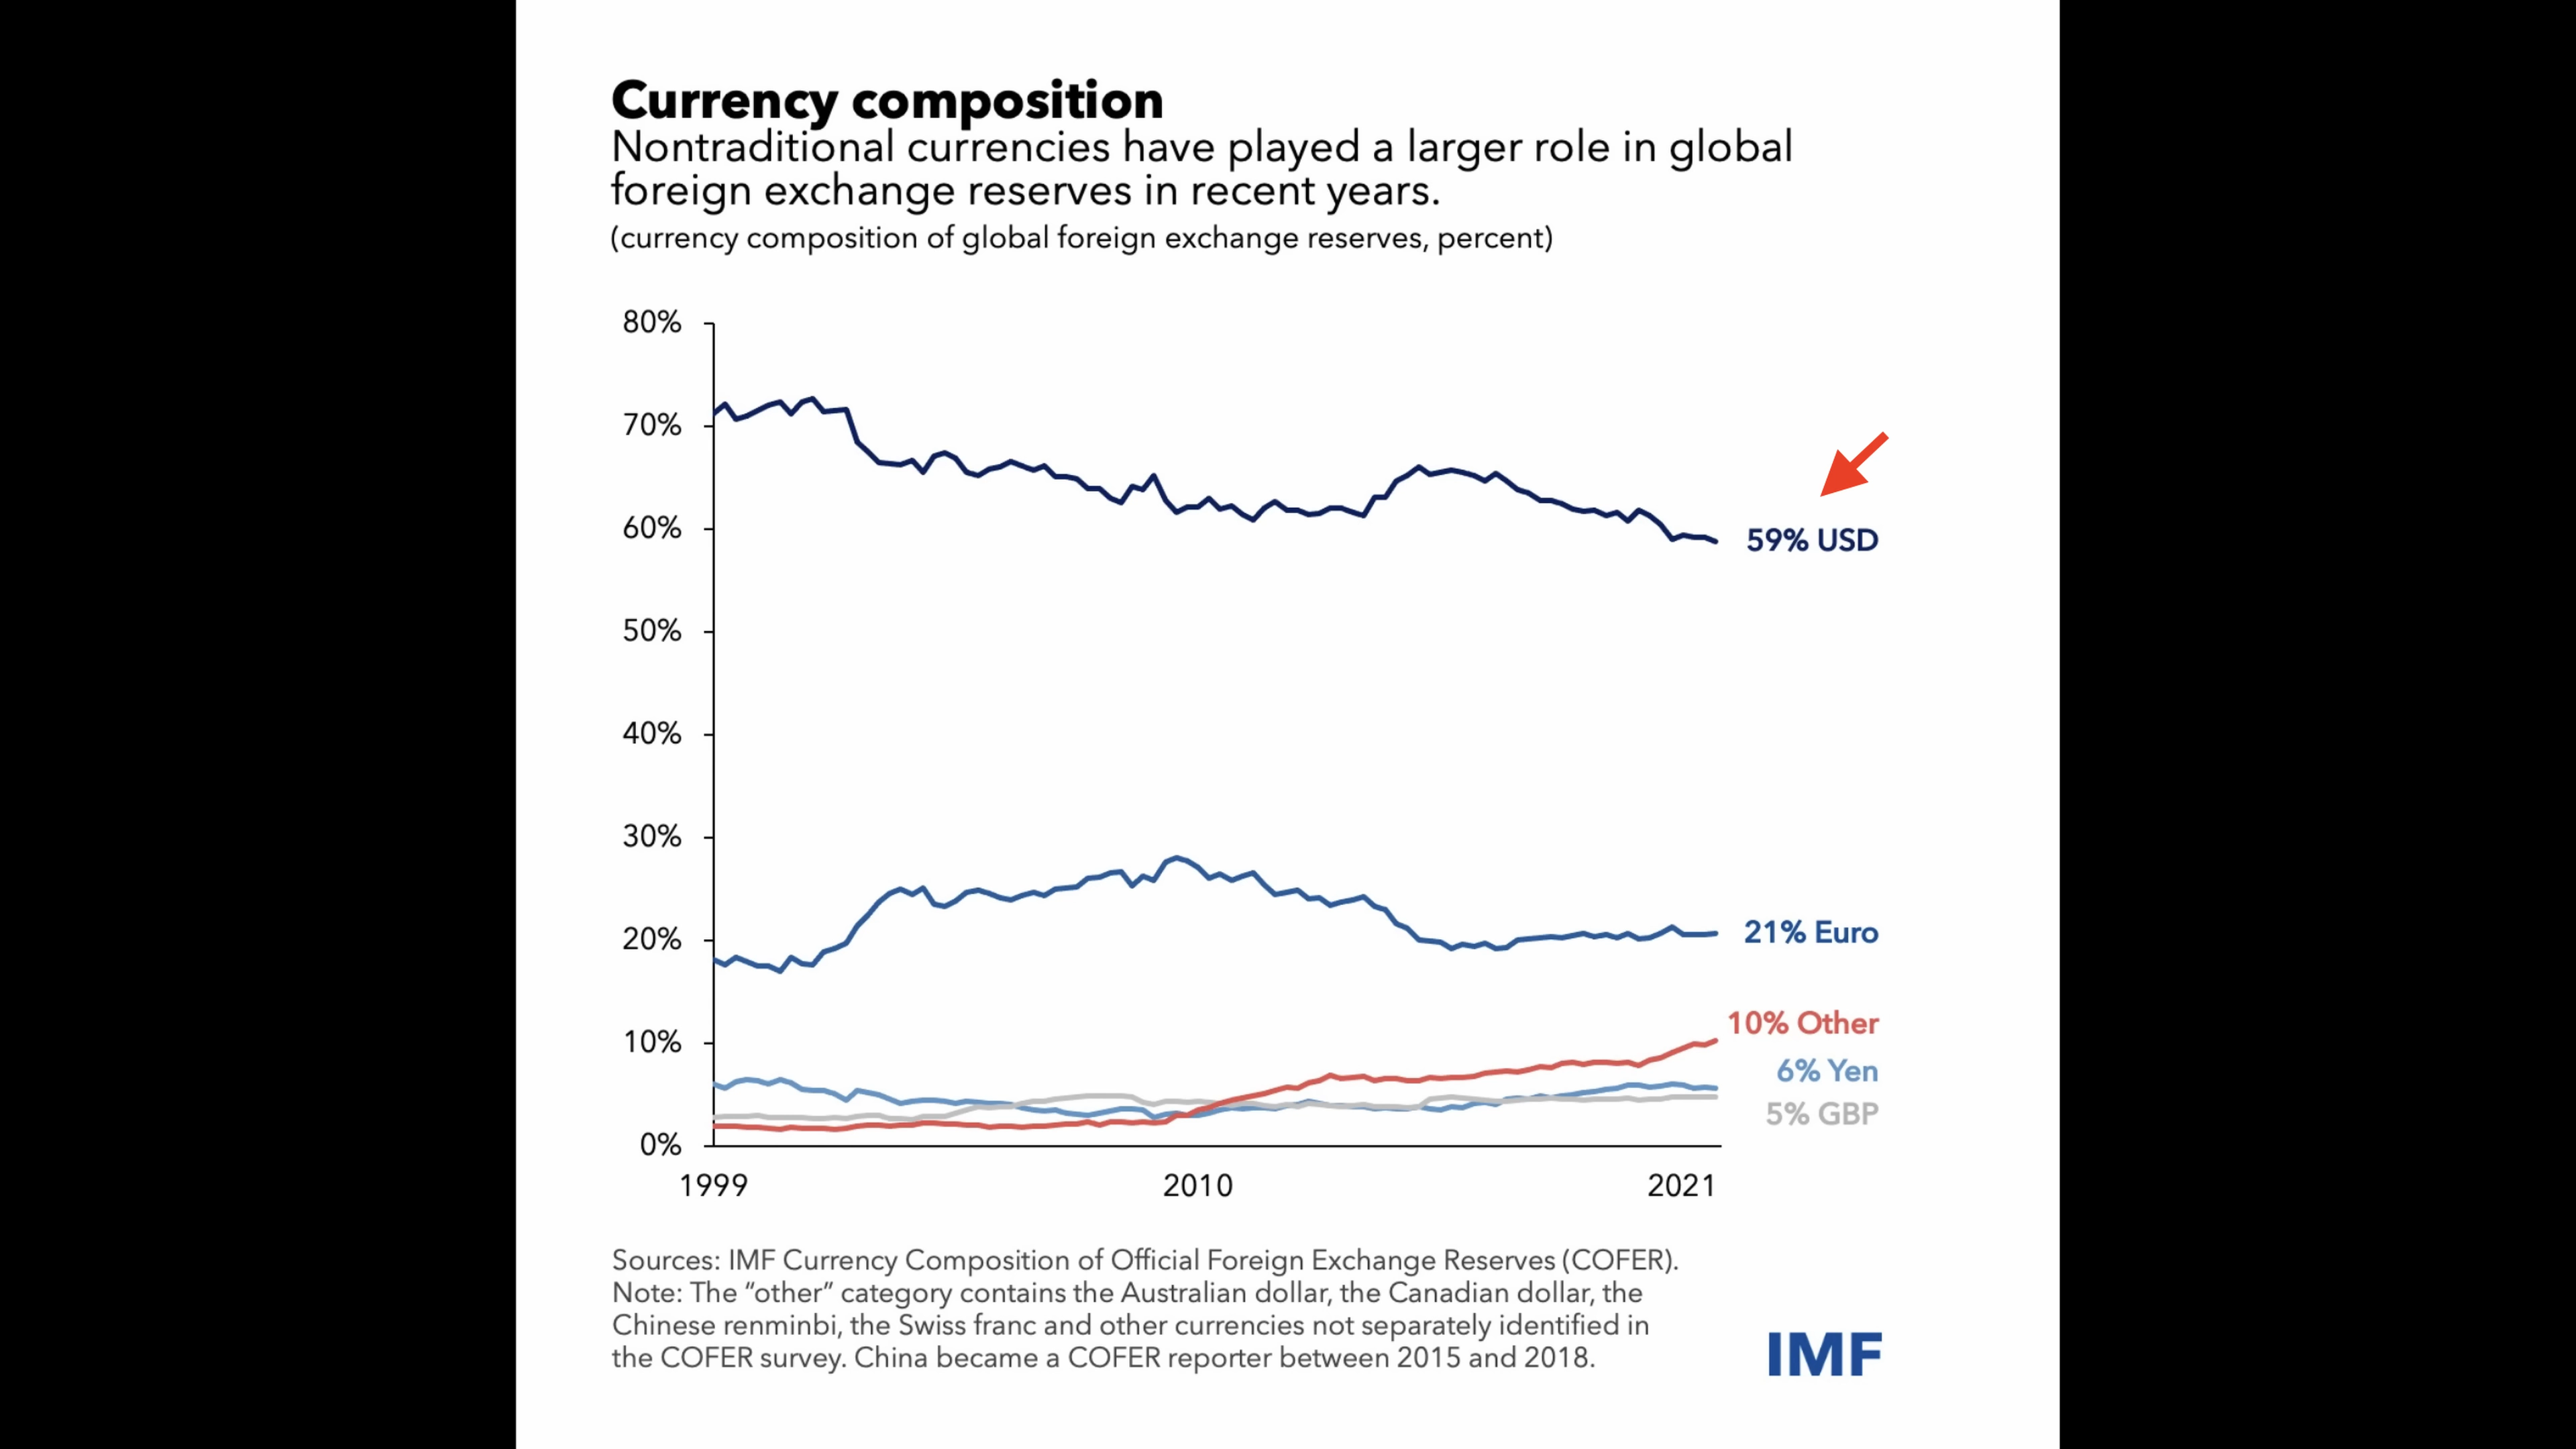 Currency composition
Nontraditional currencies have played a larger role in global
foreign exchange reserves in recent years.
(currency composition of global foreign exchange reserves, percent)
80%
70%
60%
50%
40%
30%
20%
10%
0%
59% USD
21% Euro
10% Other
6% Yen
5% GBP
1999 2010 2021
Sources: IMF Currency Composition of Official Foreign Exchange Reserves (COFER).
Note: The “other” category contains the Australian dollar, the Canadian dollar, the
Chinese renminbi, the Swiss franc and other currencies not separately identified in
the COFER survey. China became a COFER reporter between 2015 and 2018.
IMF